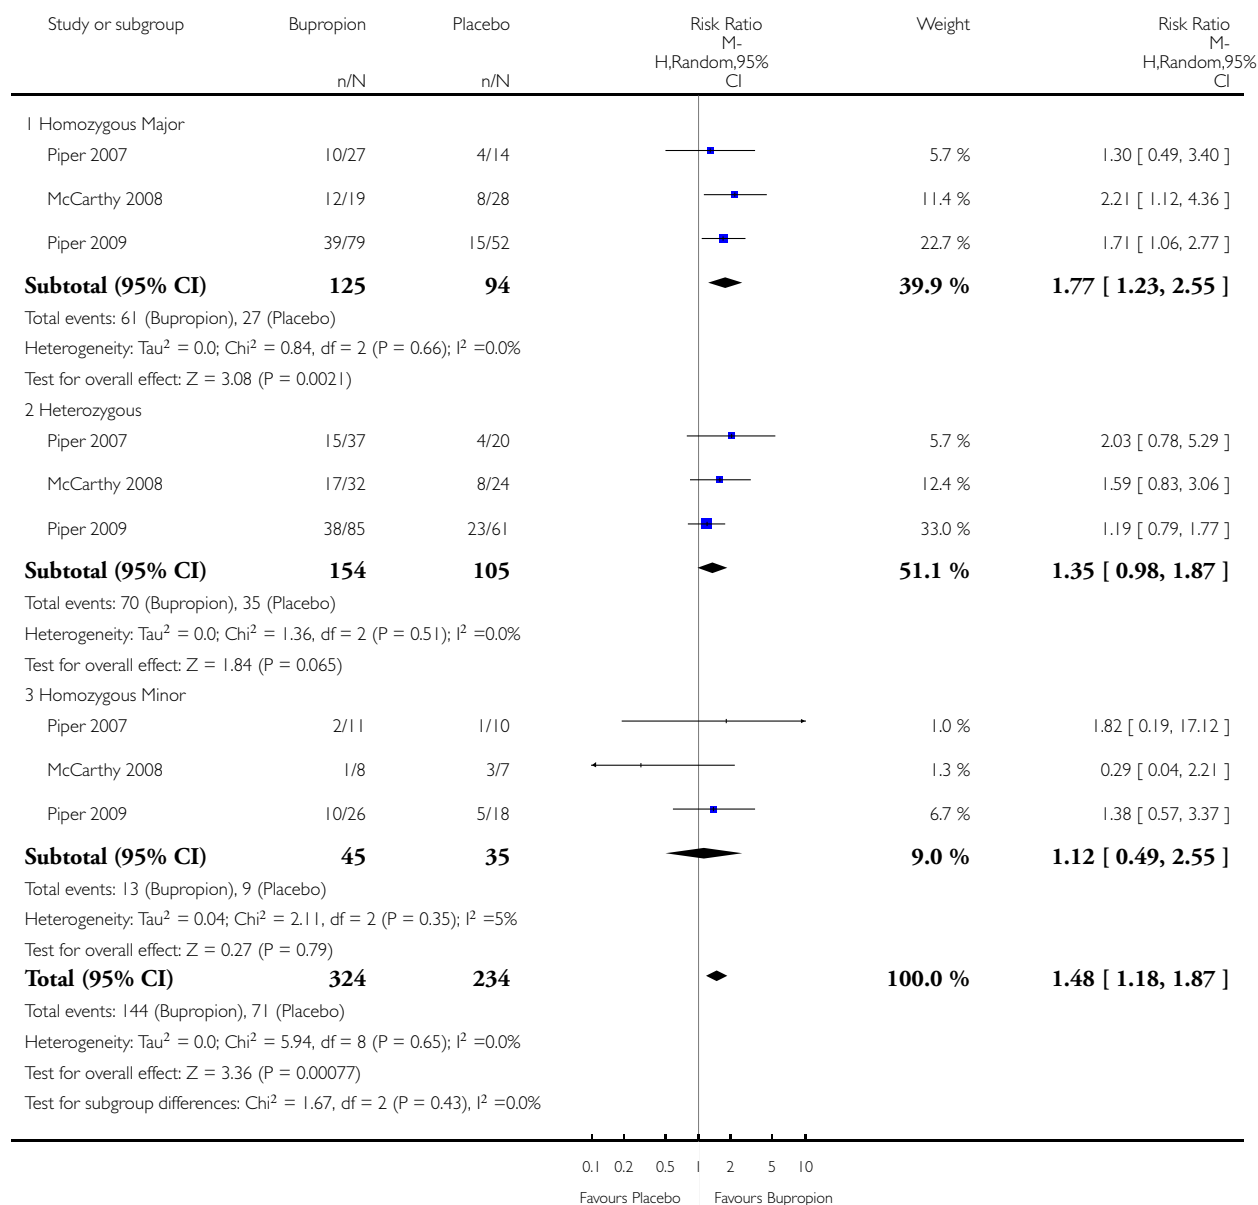 Study or subgroup Bupropion Placebo Risk Ratio Weight Risk Ratio
M- M-
H,Random,95% H,Random,95%
n/N n/N CI CI
1 Homozygous Major
Piper 2007 10/27 4/14 5.7 % 1.30 [ 0.49, 3.40 ]
McCarthy 2008 12/19 8/28 11.4 % 2.21 [ 1.12, 4.36 ]
Piper 2009 39/79 15/52 22.7 % 1.71 [ 1.06, 2.77 ]
Subtotal (95% CI) 125 94 39.9 % 1.77 [ 1.23, 2.55 ]
Total events: 61 (Bupropion), 27 (Placebo)
Heterogeneity: Tau² = 0.0; Chi² = 0.84, df = 2 (P = 0.66); I² =0.0%
Test for overall effect: Z = 3.08 (P = 0.0021)
2 Heterozygous
Piper 2007 15/37 4/20 5.7 % 2.03 [ 0.78, 5.29 ]
McCarthy 2008 17/32 8/24 12.4 % 1.59 [ 0.83, 3.06 ]
Piper 2009 38/85 23/61 33.0 % 1.19 [ 0.79, 1.77 ]
Subtotal (95% CI) 154 105 51.1 % 1.35 [ 0.98, 1.87 ]
Total events: 70 (Bupropion), 35 (Placebo)
Heterogeneity: Tau² = 0.0; Chi² = 1.36, df = 2 (P = 0.51); I² =0.0%
Test for overall effect: Z = 1.84 (P = 0.065)
3 Homozygous Minor
Piper 2007 2/11 1/10 1.0 % 1.82 [ 0.19, 17.12 ]
McCarthy 2008 1/8 3/7 1.3 % 0.29 [ 0.04, 2.21 ]
Piper 2009 10/26 5/18 6.7 % 1.38 [ 0.57, 3.37 ]
Subtotal (95% CI) 45 35 9.0 % 1.12 [ 0.49, 2.55 ]
Total events: 13 (Bupropion), 9 (Placebo)
Heterogeneity: Tau² = 0.04; Chi² = 2.11, df = 2 (P = 0.35); I² =5%
Test for overall effect: Z = 0.27 (P = 0.79)
Total (95% CI) 324 234 100.0 % 1.48 [ 1.18, 1.87 ]
Total events: 144 (Bupropion), 71 (Placebo)
Heterogeneity: Tau² = 0.0; Chi² = 5.94, df = 8 (P = 0.65); I² =0.0%
Test for overall effect: Z = 3.36 (P = 0.00077)
Test for subgroup differences: Chi² = 1.67, df = 2 (P = 0.43), I² =0.0%
0.1 0.2 0.5 1 2 5 10
Favours Placebo Favours Bupropion